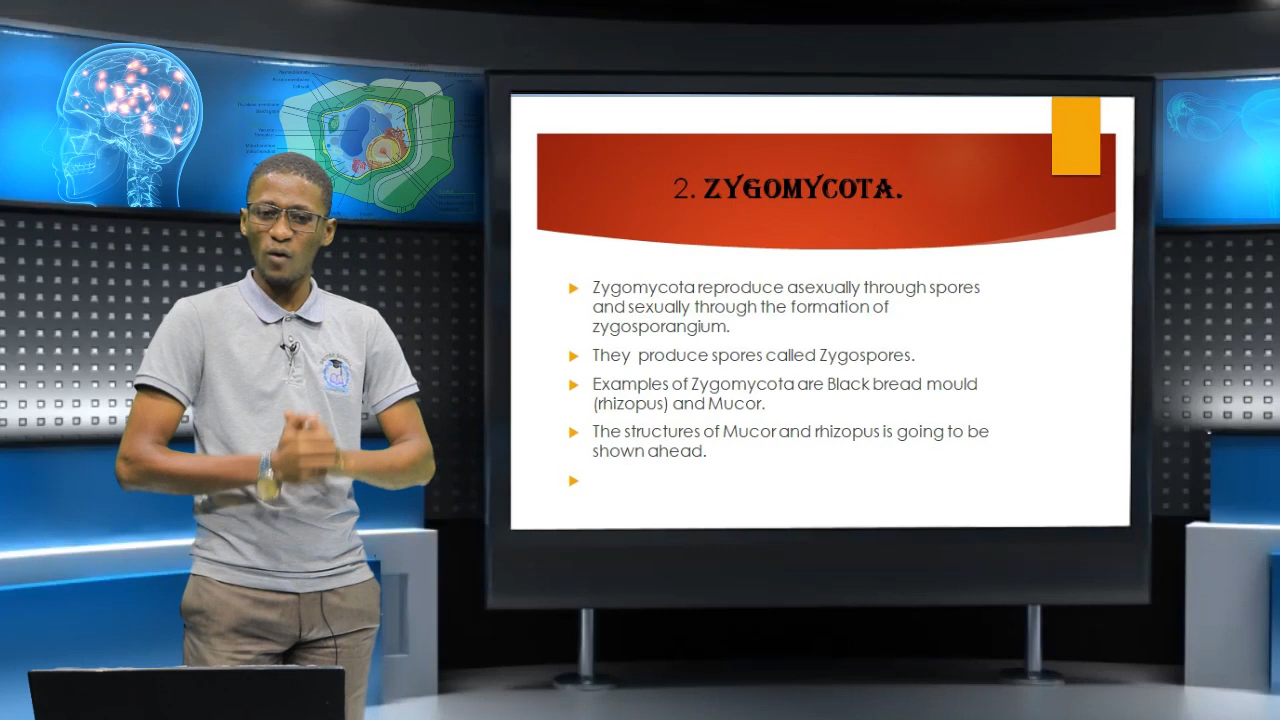 2. ZYGOMYCOTA.
Zygomycota reproduce asexually through spores
and sexually through the formation of
zygosporangium.
They produce spores called Zygospores.
Examples of Zygomycota are Black bread mould
(rhizopus) and Mucor.
The structures of Mucor and rhizopus is going to be
shown ahead.